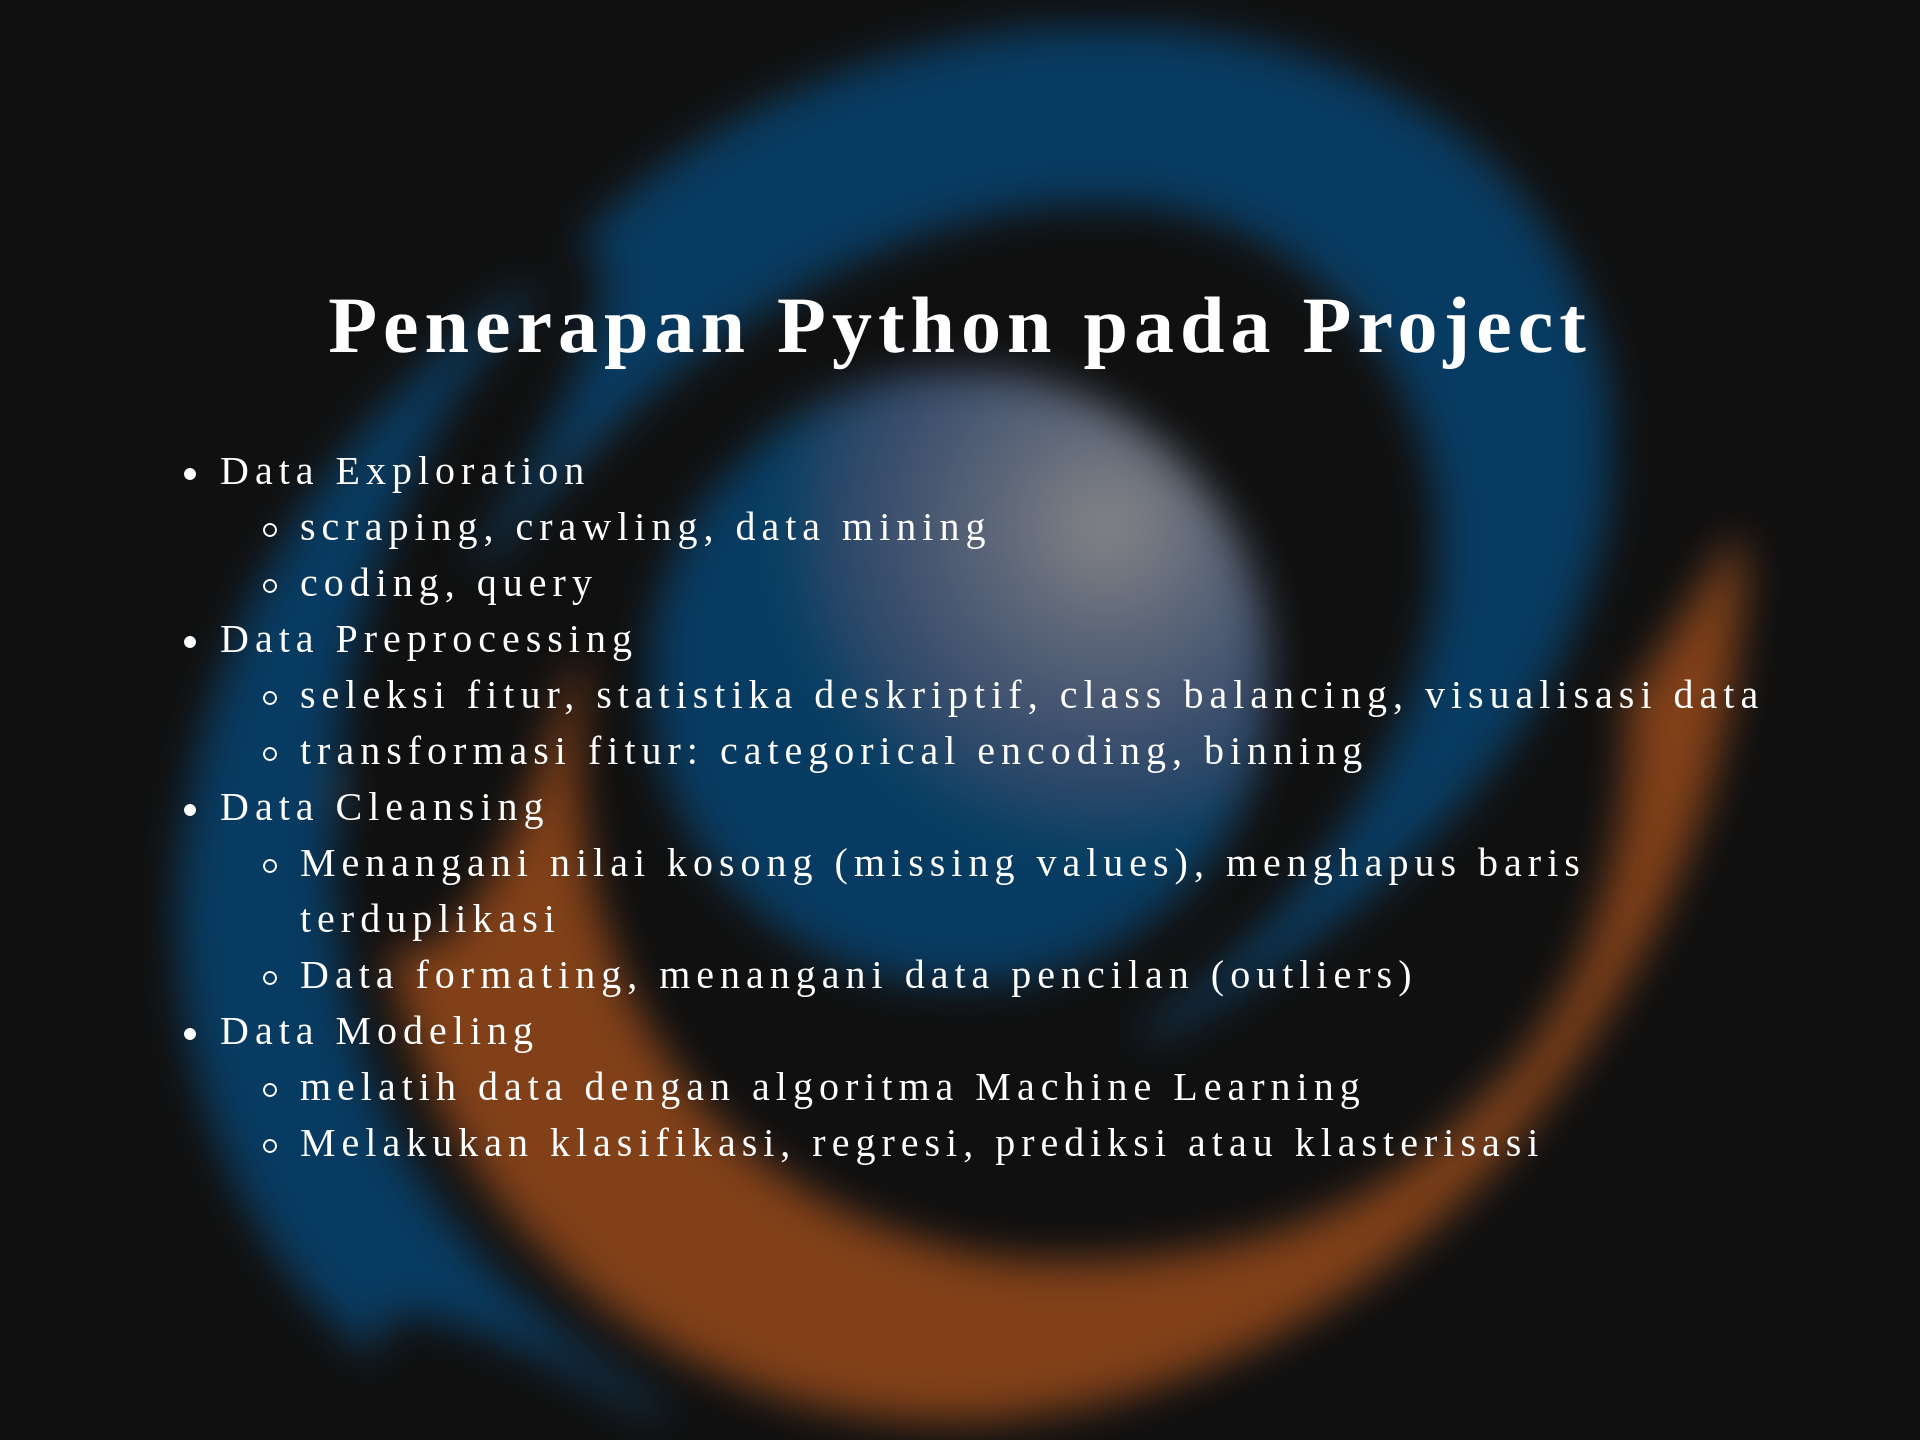 Penerapan Python pada Project
Data Exploration
scraping, crawling, data mining
coding, query
Data Preprocessing
seleksi fitur, statistika deskriptif, class balancing, visualisasi data
transformasi fitur: categorical encoding, binning
Data Cleansing
Menangani nilai kosong (missing values), menghapus baris
terduplikasi
Data formating, menangani data pencilan (outliers)
Data Modeling
melatih data dengan algoritma Machine Learning
Melakukan klasifikasi, regresi, prediksi atau klasterisasi